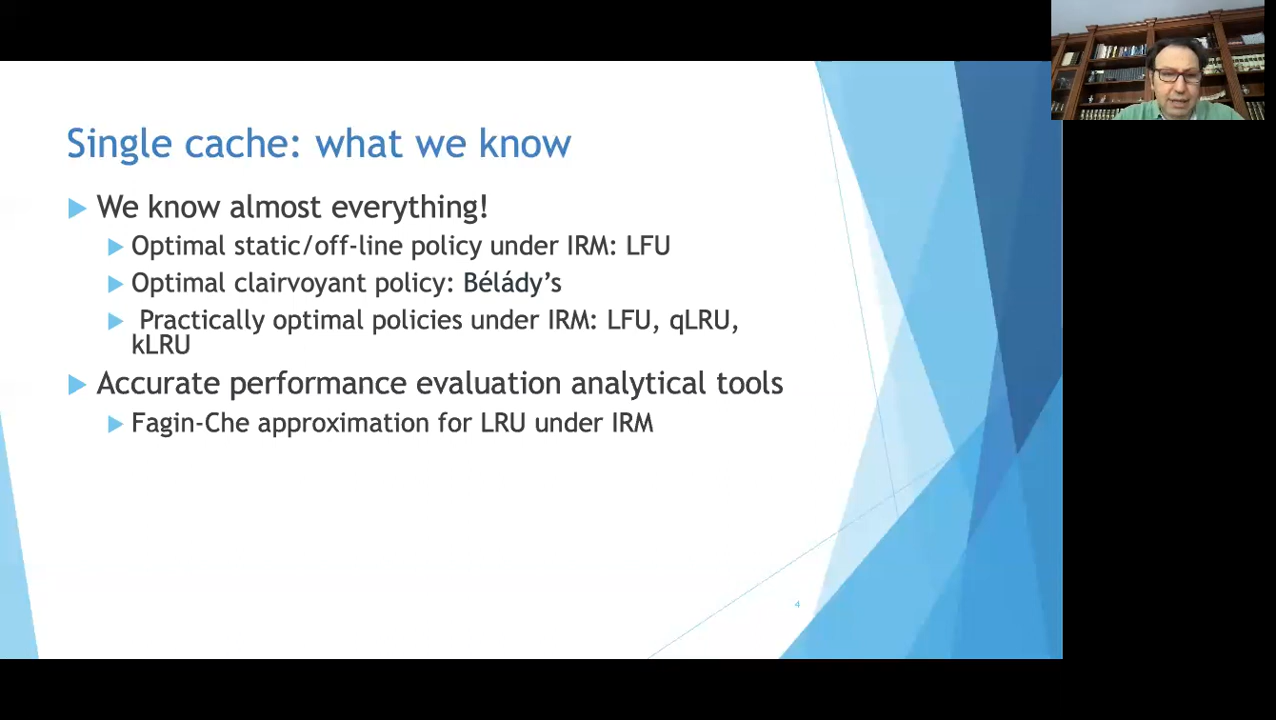 Single cache: what we know
We know almost everything!
Optimal static/off-line policy under IRM: LFU
Optimal clairvoyant policy: Bélády’s
Practically optimal policies under IRM: LFU, qLRU,
kLRU
Accurate performance evaluation analytical tools
Fagin-Che approximation for LRU under IRM
4